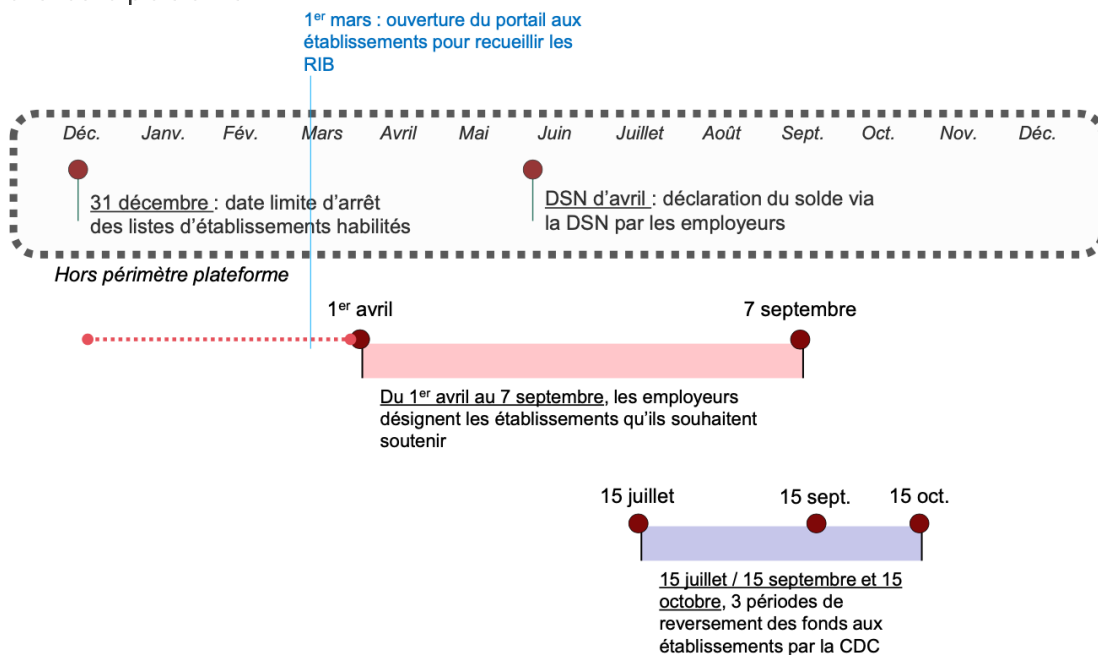 1er mars : ouverture du portail aux
établissements pour recueillir les
RIB
Déc. Janv. Fév. Mars Avril Mai Juin Juillet Août Sept. Oct. Nov. Déc.
31 décembre : date limite d'arrêt
des listes d'établissements habilités
DSN d'avril : déclaration du solde via
la DSN par les employeurs
Hors périmètre plateforme
1er avril
7 septembre
Du 1er avril au 7 septembre, les employeurs
désignent les établissements qu'ils souhaitent
soutenir
15 juillet
15 sept.
15 oct.
15 juillet / 15 septembre et 15
octobre, 3 périodes de
reversement des fonds aux
établissements par la CDC